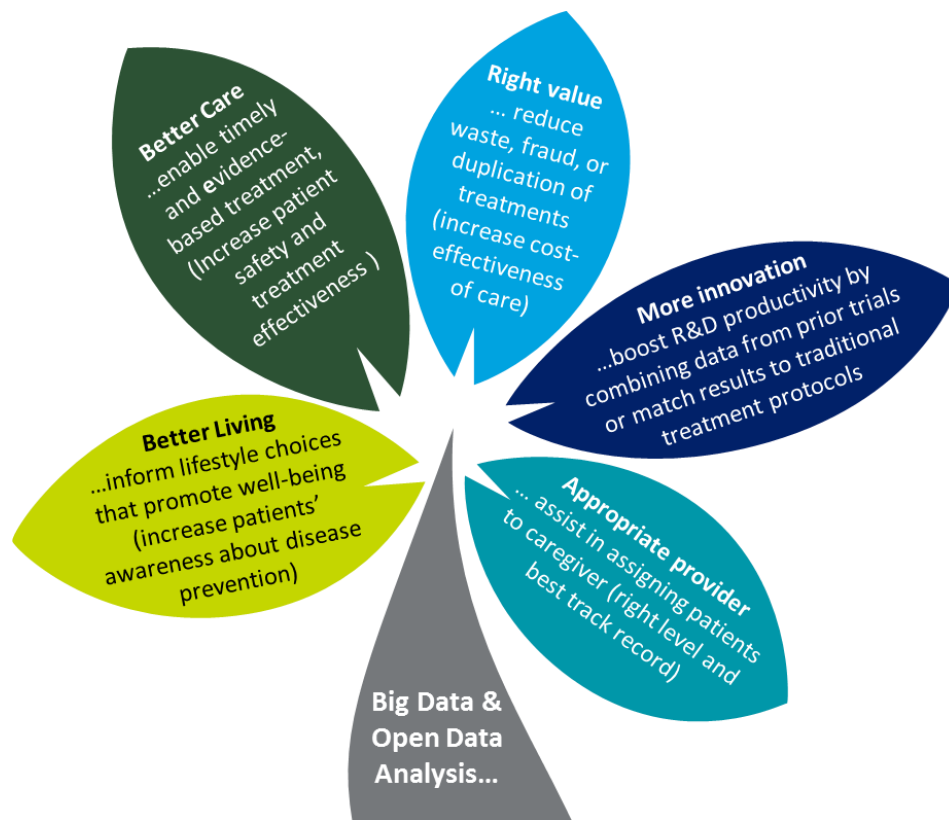 Better Care
...enable timely
and evidence-
based treatment,
(Increase patient
safety and
treatment
effectiveness )
Right value
... reduce
waste, fraud, or
duplication of
treatments
(increase cost-
effectiveness
of care)
More innovation
...boost R&D productivity by
combining data from prior trials
or match results to traditional
treatment protocols
Better Living
...inform lifestyle choices
that promote well-being
(increase patients’
awareness about disease
prevention)
Appropriate provider
... assist in assigning patients
to caregiver (right level and
best track record)
Big Data &
Open Data
Analysis...